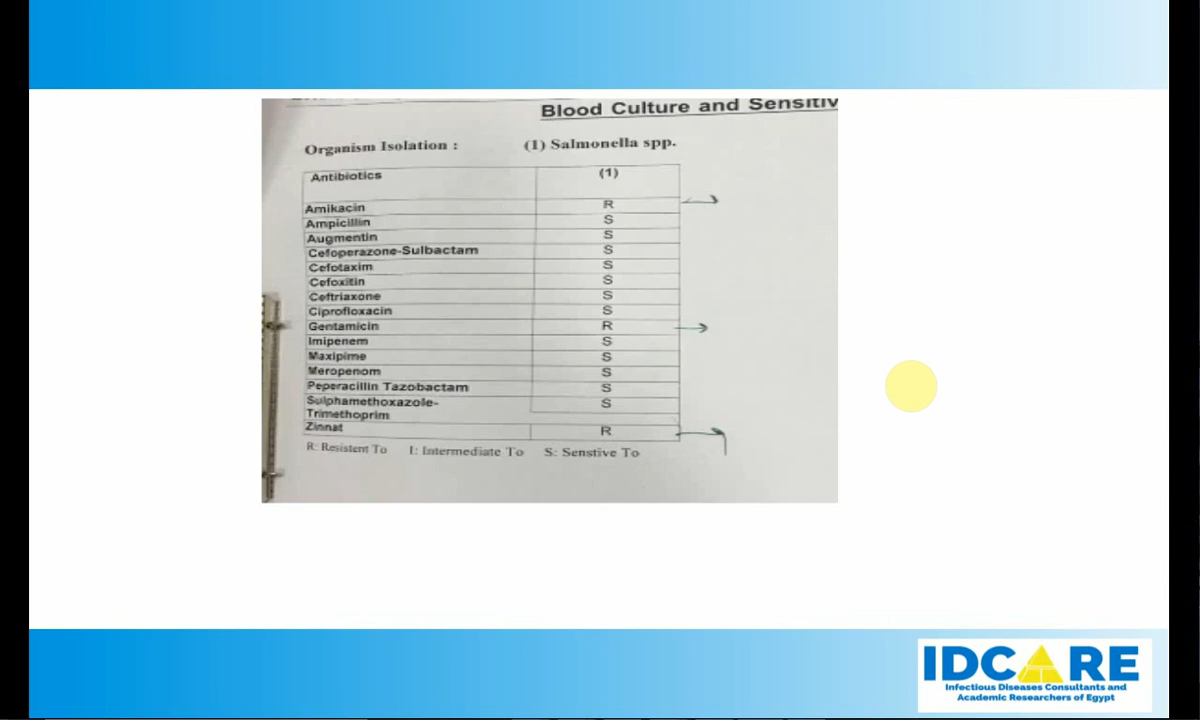 Blood Culture and Sensitiv
Organism Isolation : (1) Salmonella spp.
Antibiotics (1)
Amikacin R
Ampicillin S
Augmentin S
Cefoperazone-Sulbactam S
Cefotaxim S
Cefoxitin S
Ceftriaxone S
Ciprofloxacin S
Gentamicin R
Imipenem S
Maxipime S
Meropenom S
Peperacillin Tazobactam S
Sulphamethoxazole- S
Trimethoprim
Zinnat R
R: Resistent To I: Intermediate To S: Senstive To
IDCARE
Infectious Diseases Consultants and
Academic Researchers of Egypt